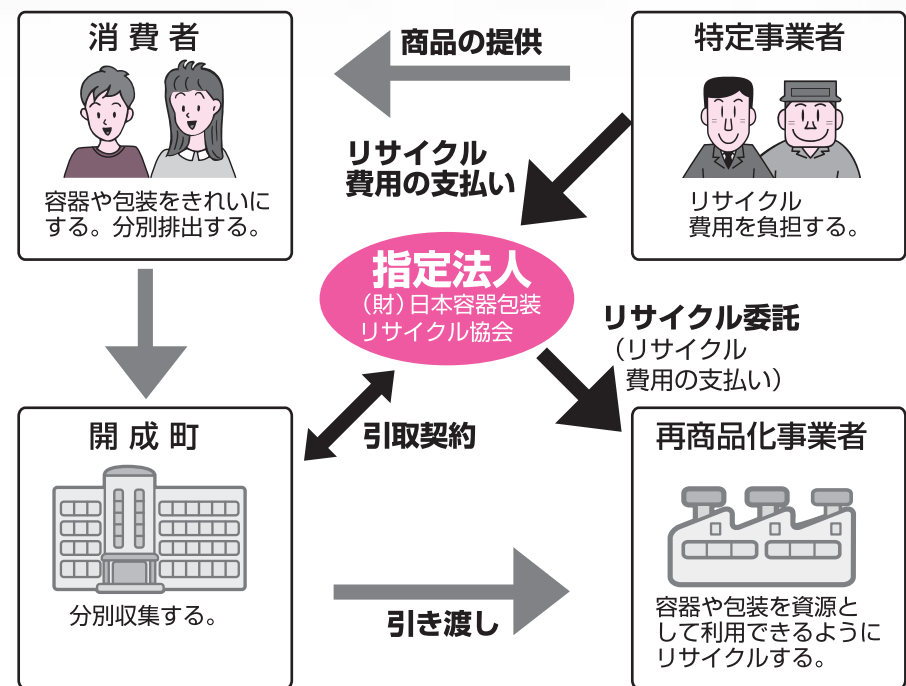 消費者
容器や包装をきれいに
する。分別排出する。
商品の提供
特定事業者
リサイクル
費用を負担する。
リサイクル
費用の支払い
指定法人
（財）日本容器包装
リサイクル協会
リサイクル委託
（リサイクル
費用の支払い）
引取契約
開成町
分別収集する。
引き渡し
再商品化事業者
容器や包装を資源と
して利用できるように
リサイクルする。